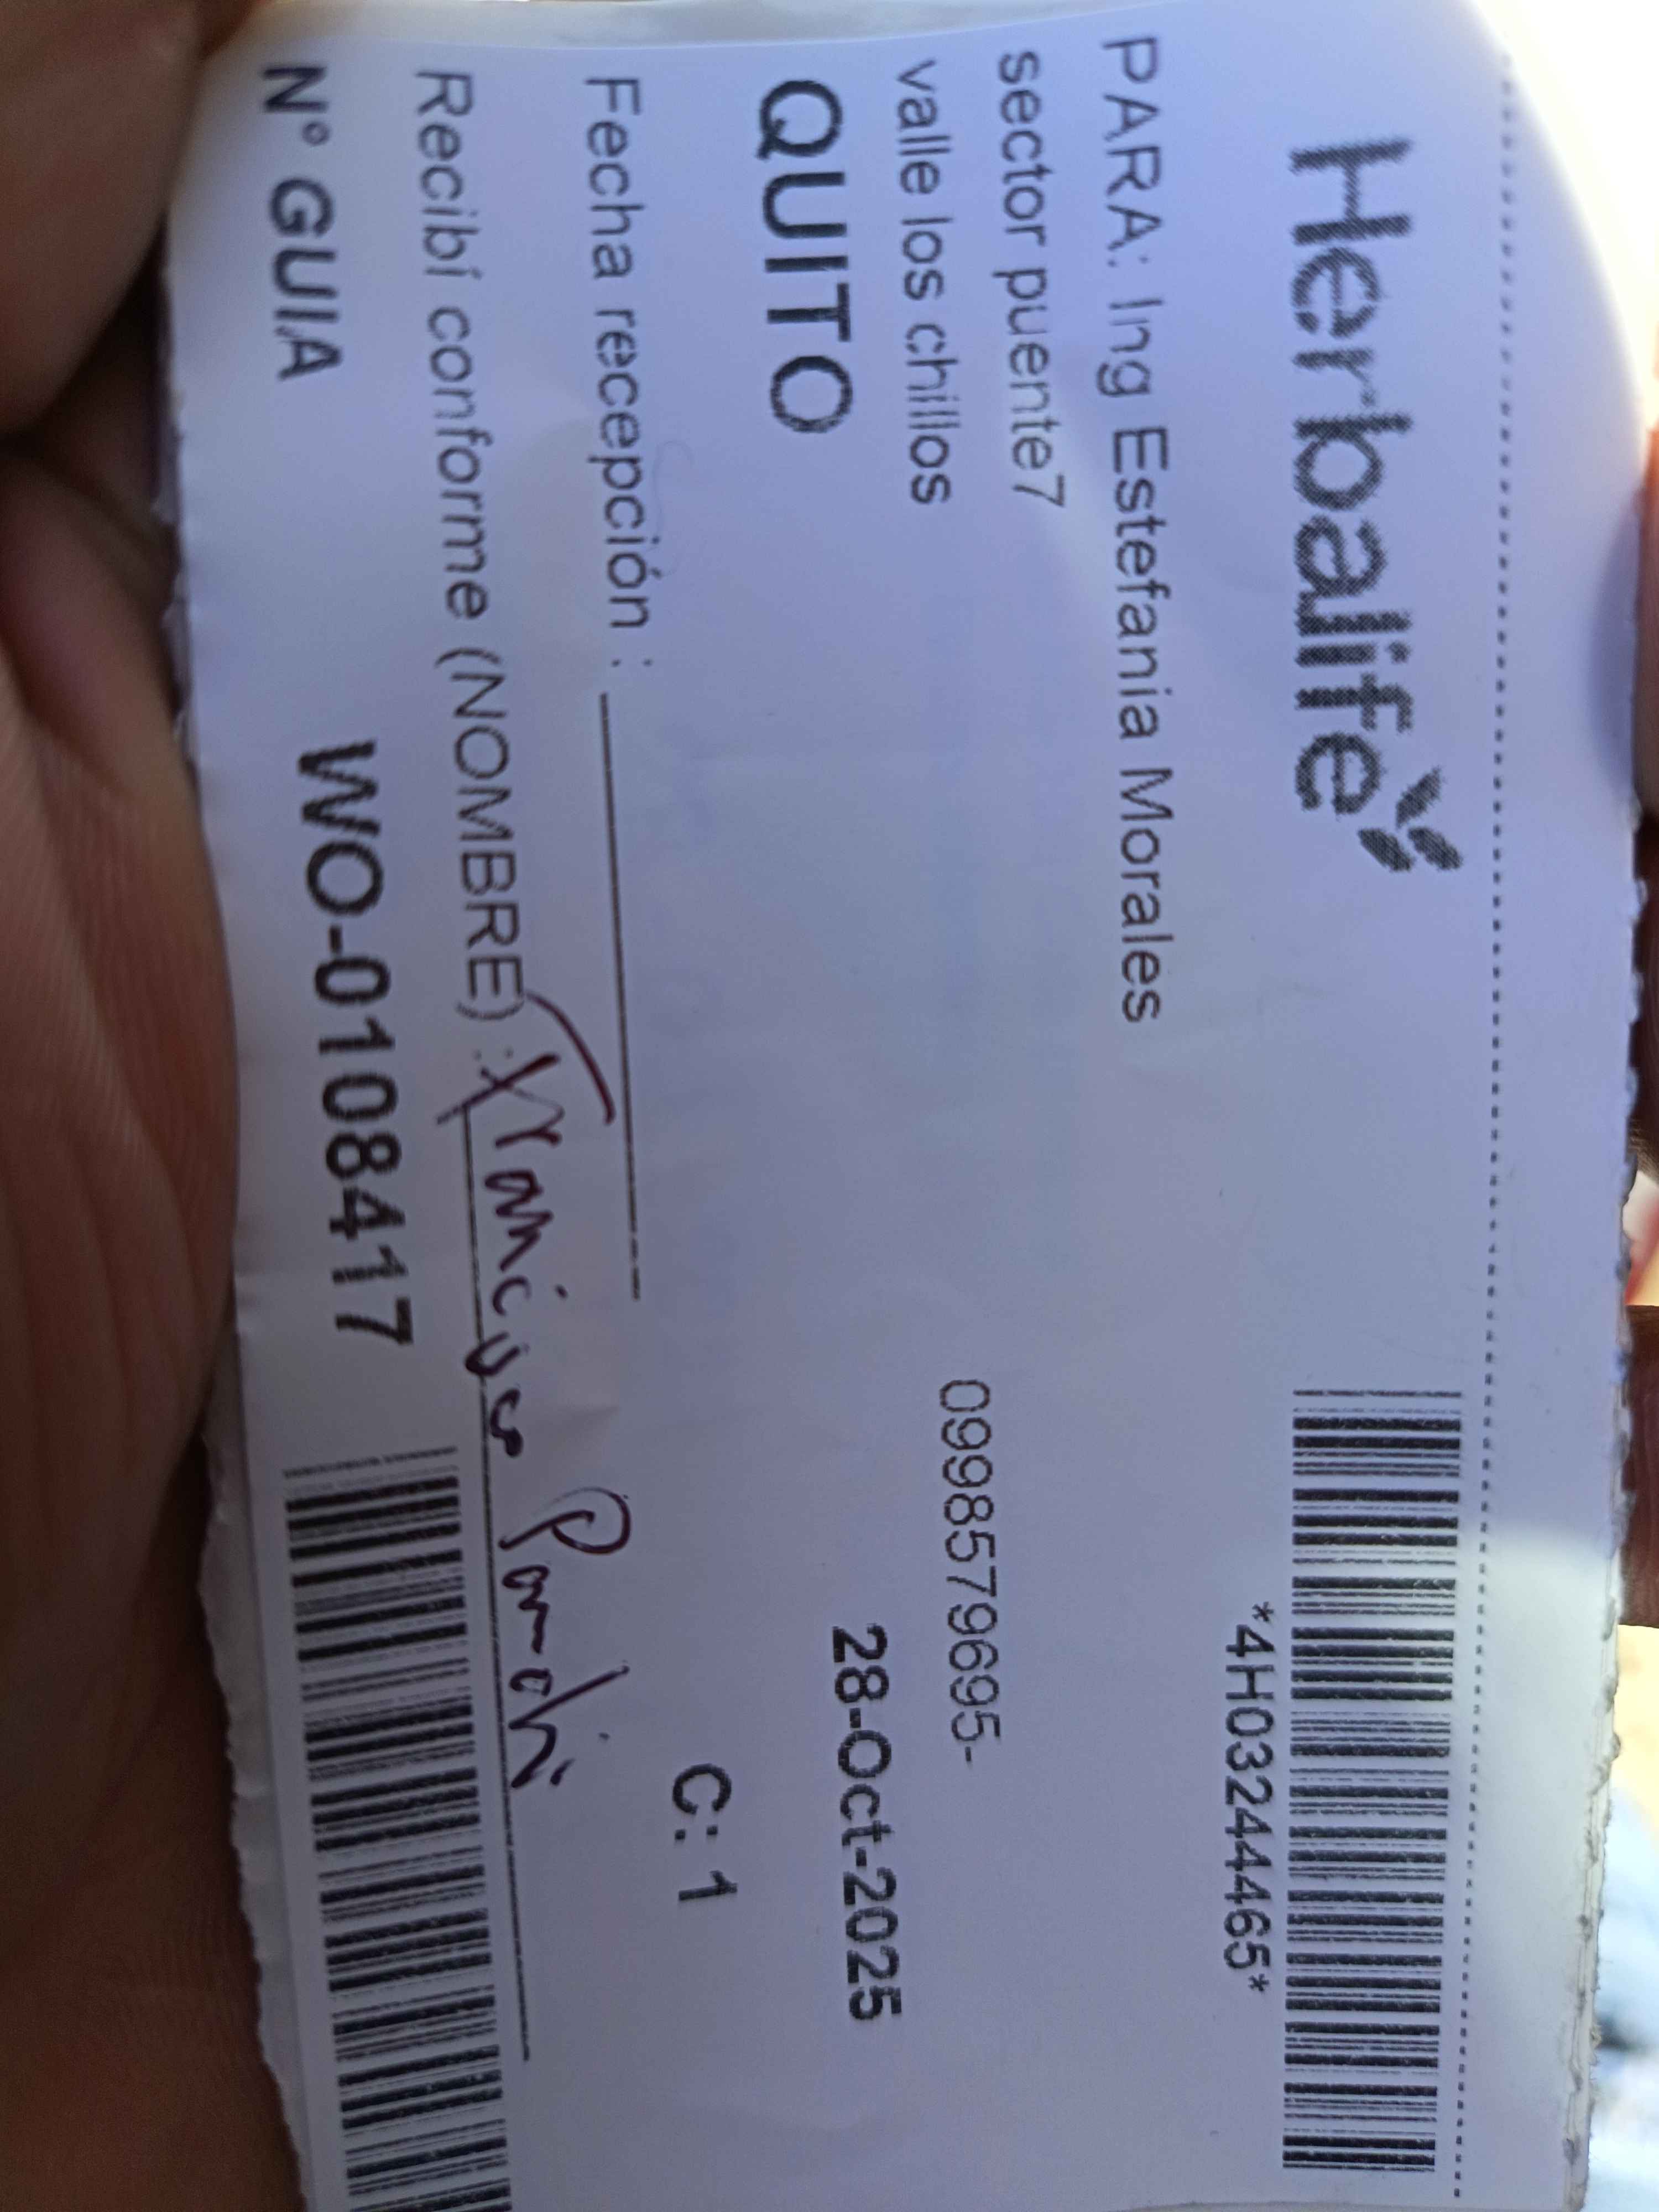 Herbalife
*4H03244465*
PARA: Ing Estefania Morales
sector puente7
valle los chillos 0998579695-
QUITO 28-Oct-2025
C: 1
Fecha recepción :
Recibí conforme (NOMBRE) :
N° GUIA WO-0108417